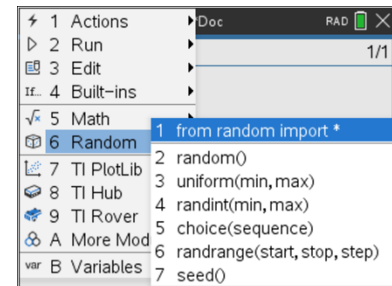 1 Actions
2 Run
3 Edit
If... 4 Built-ins
√x 5 Math
6 Random
7 TI PlotLib
8 TI Hub
9 TI Rover
A More Mod
var B Variables
Doc RAD
1/1
1 from random import *
2 random()
3 uniform(min, max)
4 randint(min, max)
5 choice(sequence)
6 randrange(start, stop, step)
7 seed()